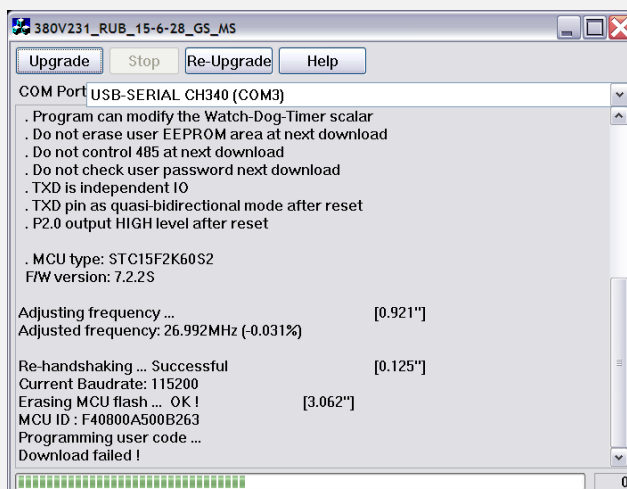 380V231_RUB_15-6-28_GS_MS
Upgrade Stop Re-Upgrade Help
COM Port USB-SERIAL CH340 (COM3)
. Program can modify the Watch-Dog-Timer scalar
. Do not erase user EEPROM area at next download
. Do not control 485 at next download
. Do not check user password next download
. TXD is independent IO
. TXD pin as quasi-bidirectional mode after reset
. P2.0 output HIGH level after reset
. MCU type: STC15F2K60S2
F/W version: 7.2.2S
Adjusting frequency ... [0.921"]
Adjusted frequency: 26.992MHz (-0.031%)
Re-handshaking ... Successful [0.125"]
Current Baudrate: 115200
Erasing MCU flash ... OK ! [3.062"]
MCU ID : F40800A500B263
Programming user code ...
Download failed !
0